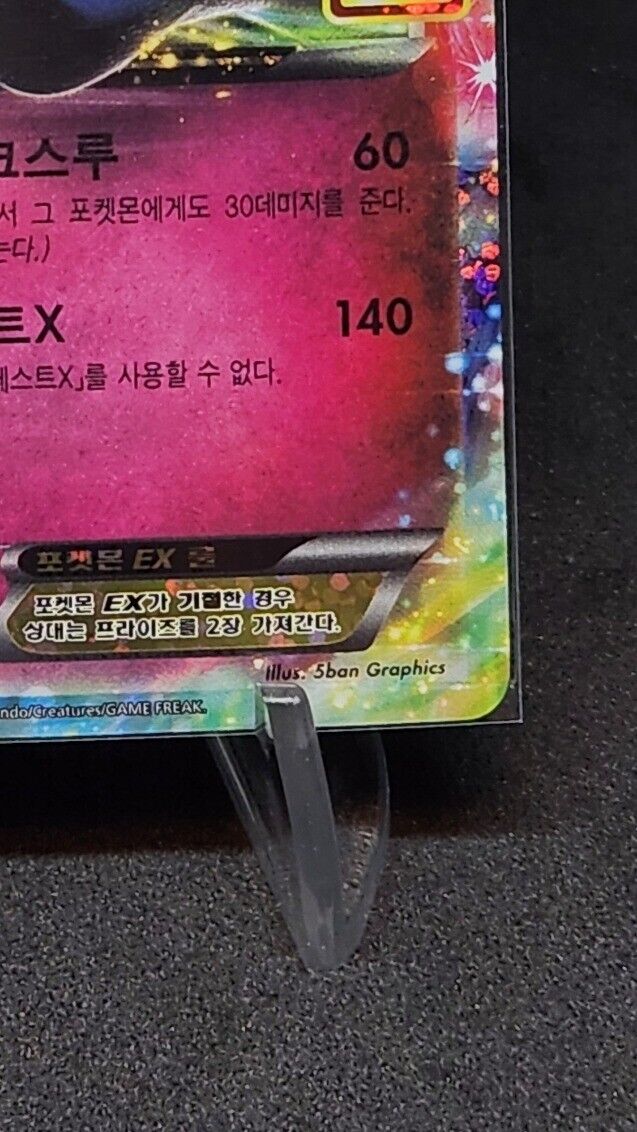 크스루 60
서 그 포켓몬에게도 30데미지를 준다.
는다.)
트X 140
스트X」를 사용할 수 없다.
포켓몬 EX 룰
포켓몬 EX가 기절한 경우
상대는 프라이즈를 2장 가져간다.
Illus. 5ban Graphics
ndo/Creatures/GAME FREAK.